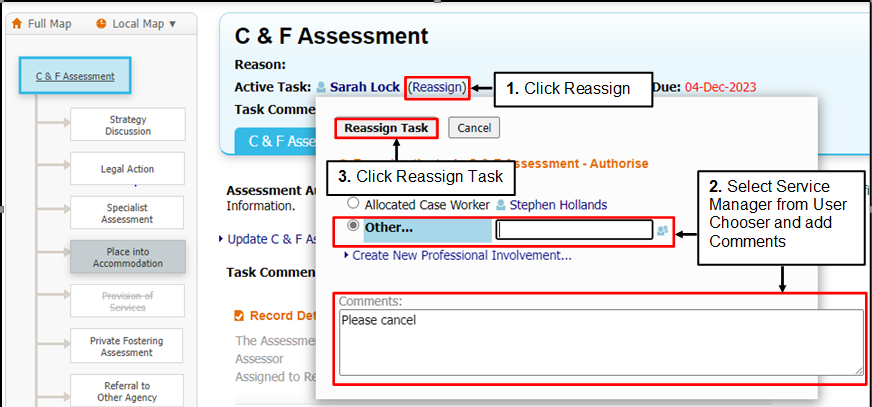 Full Map
Local Map ▼
C & F Assessment
Strategy
Discussion
Legal Action
Specialist
Assessment
Place into
Accommodation
Provision of
Services
Private Fostering
Assessment
Referral to
Other Agency
C & F Assessment
Reason:
Active Task: Sarah Lock (Reassign)
Due: 04-Dec-2023
Task Comme
C & F Asse
1. Click Reassign
Reassign Task
Cancel
C & F Assessment - Authorise
3. Click Reassign Task
2. Select Service
Manager from User
Chooser and add
Comments
Assessment Au
Information.
Allocated Case Worker Stephen Hollands
Other...
Update C & F As
Create New Professional Involvement...
Task Commen
Comments:
Please cancel
Record Det
The Assessme
Assessor
Assigned to Re